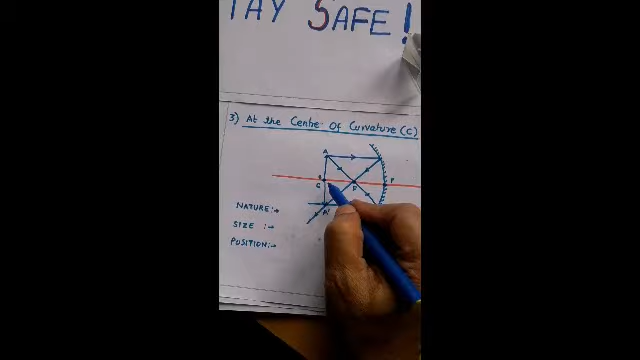 TAY SAFE!
3) At the Centre Of Curvature (C)
A
B
C
F
P
A'
NATURE:→
SIZE :→
POSITION:→